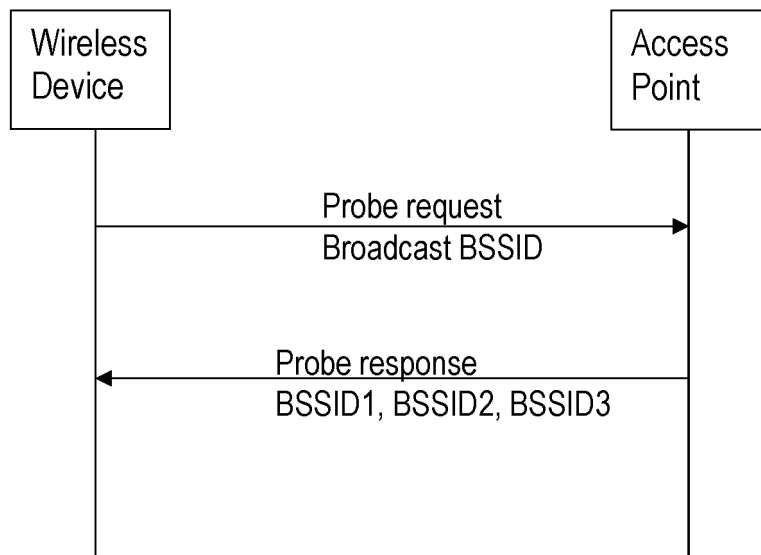 Wireless
Device
Access
Point
Probe request
Broadcast BSSID
Probe response
BSSID1, BSSID2, BSSID3